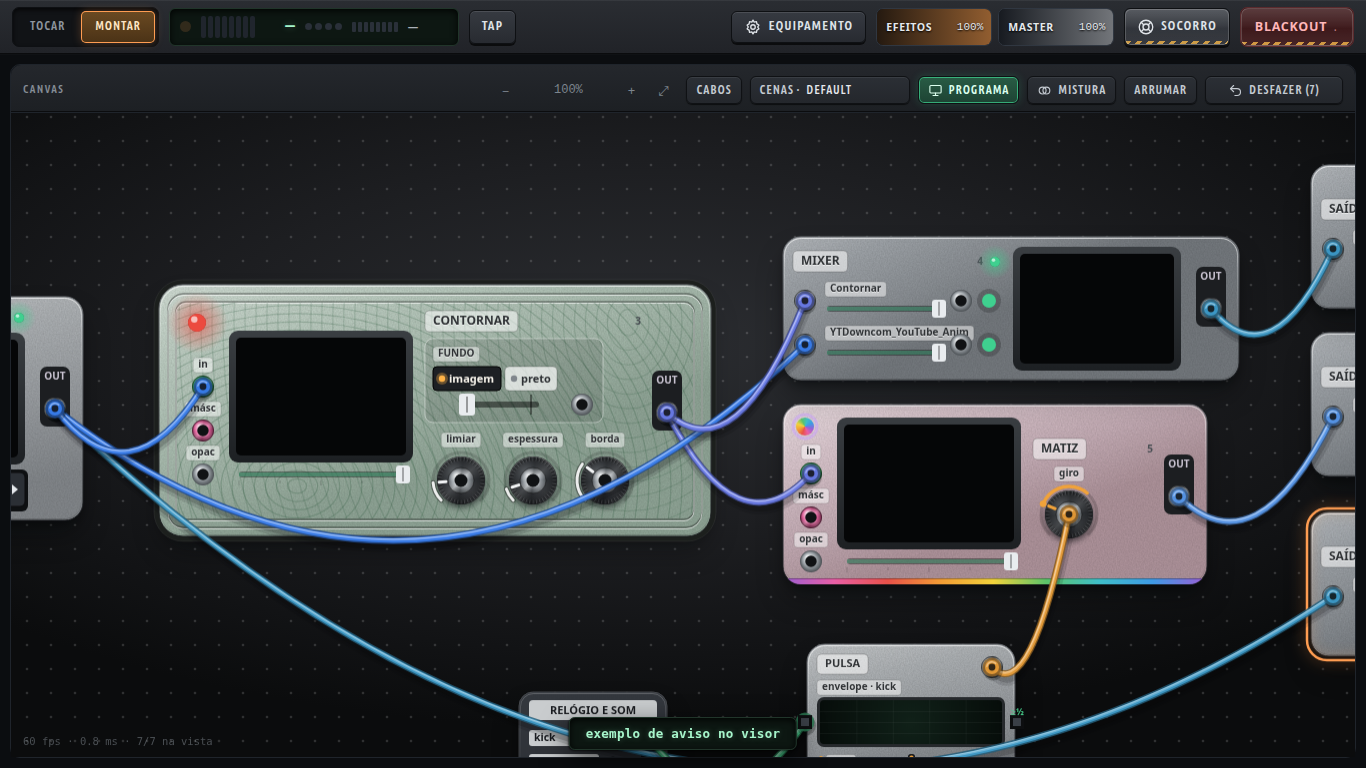 TOCAR
MONTAR
TAP
EQUIPAMENTO
EFEITOS 100%
MASTER 100%
SOCORRO
BLACKOUT
CANVAS
− 100% +
CABOS
CENAS · DEFAULT
PROGRAMA
MISTURA
ARRUMAR
DESFAZER (7)
OUT
CONTORNAR 3
in
másc
opac
FUNDO
imagem
preto
limiar
espessura
borda
OUT
MIXER 4
Contornar
YTDowncom_YouTube_Anim
OUT
MATIZ 5
in
másc
opac
giro
OUT
SAÍD
SAÍD
SAÍD
PULSA
envelope · kick
½
RELÓGIO E SOM
kick
exemplo de aviso no visor
60 fps · 0.8 ms · 7/7 na vista